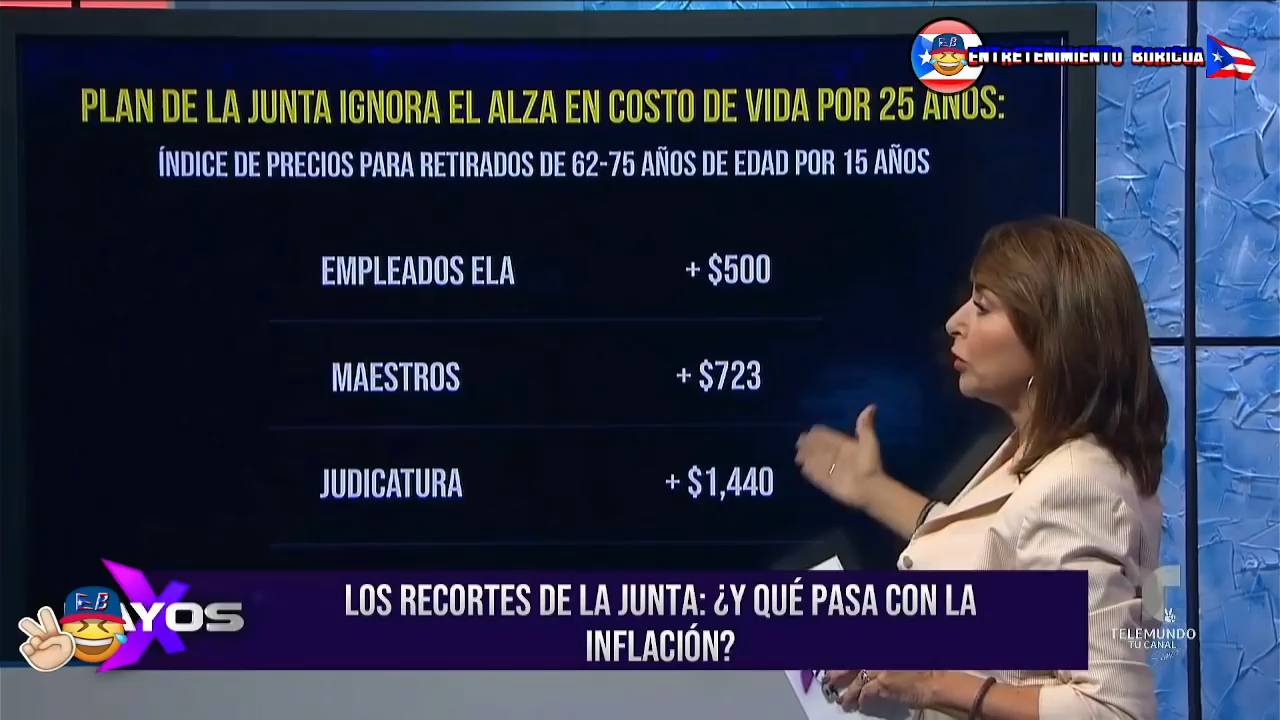 ENTRETENIMIENTO BORICUA
PLAN DE LA JUNTA IGNORA EL ALZA EN COSTO DE VIDA POR 25 AÑOS:
ÍNDICE DE PRECIOS PARA RETIRADOS DE 62-75 AÑOS DE EDAD POR 15 AÑOS
EMPLEADOS ELA + $500
MAESTROS + $723
JUDICATURA + $1,440
EB
AYOS
LOS RECORTES DE LA JUNTA: ¿Y QUÉ PASA CON LA
INFLACIÓN?
TELEMUNDO
TU CANAL